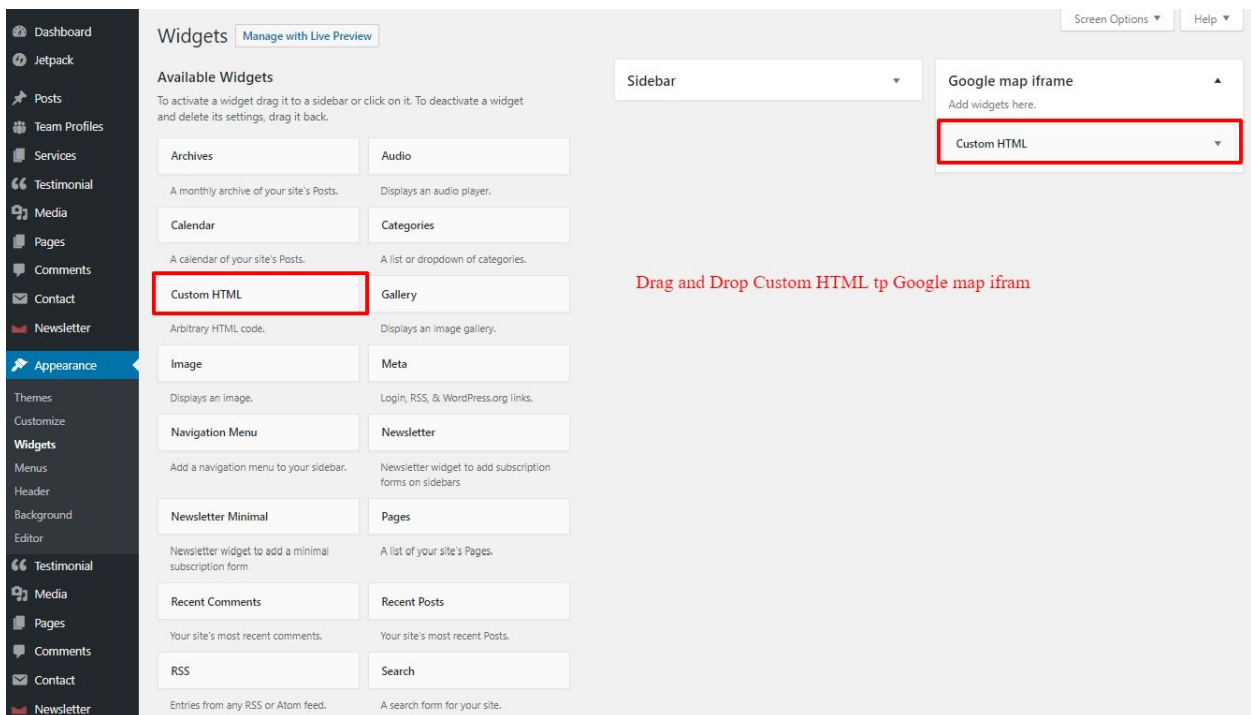 Dashboard
Jetpack
Posts
Team Profiles
Services
Testimonial
Media
Pages
Comments
Contact
Newsletter
Appearance
Themes
Customize
Widgets
Menus
Header
Background
Editor
Testimonial
Media
Pages
Comments
Contact
Newsletter
Screen Options
Help
Widgets
Manage with Live Preview
Available Widgets
To activate a widget drag it to a sidebar or click on it. To deactivate a widget
and delete its settings, drag it back.
Archives
Audio
A monthly archive of your site's Posts.
Displays an audio player.
Calendar
Categories
A calendar of your site's Posts.
A list or dropdown of categories.
Custom HTML
Gallery
Arbitrary HTML code.
Displays an image gallery.
Image
Meta
Displays an image.
Login, RSS, & WordPress.org links.
Navigation Menu
Newsletter
Add a navigation menu to your sidebar.
Newsletter widget to add subscription
forms on sidebars
Newsletter Minimal
Pages
Newsletter widget to add a minimal
subscription form
A list of your site's Pages.
Recent Comments
Recent Posts
Your site's most recent comments.
Your site's most recent Posts.
RSS
Search
Entries from any RSS or Atom feed.
A search form for your site.
Sidebar
Google map iframe
Add widgets here.
Custom HTML
Drag and Drop Custom HTML tp Google map ifram